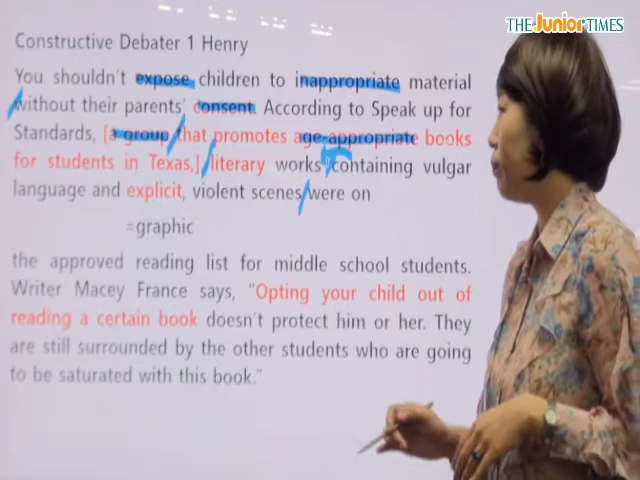 THE Junior TIMES
Constructive Debater 1 Henry
You shouldn't expose children to inappropriate material
without their parents' consent. According to Speak up for
Standards, [a group that promotes age-appropriate books
for students in Texas,] literary works containing vulgar
language and explicit, violent scenes were on
=graphic
the approved reading list for middle school students.
Writer Macey France says, "Opting your child out of
reading a certain book doesn't protect him or her. They
are still surrounded by the other students who are going
to be saturated with this book."